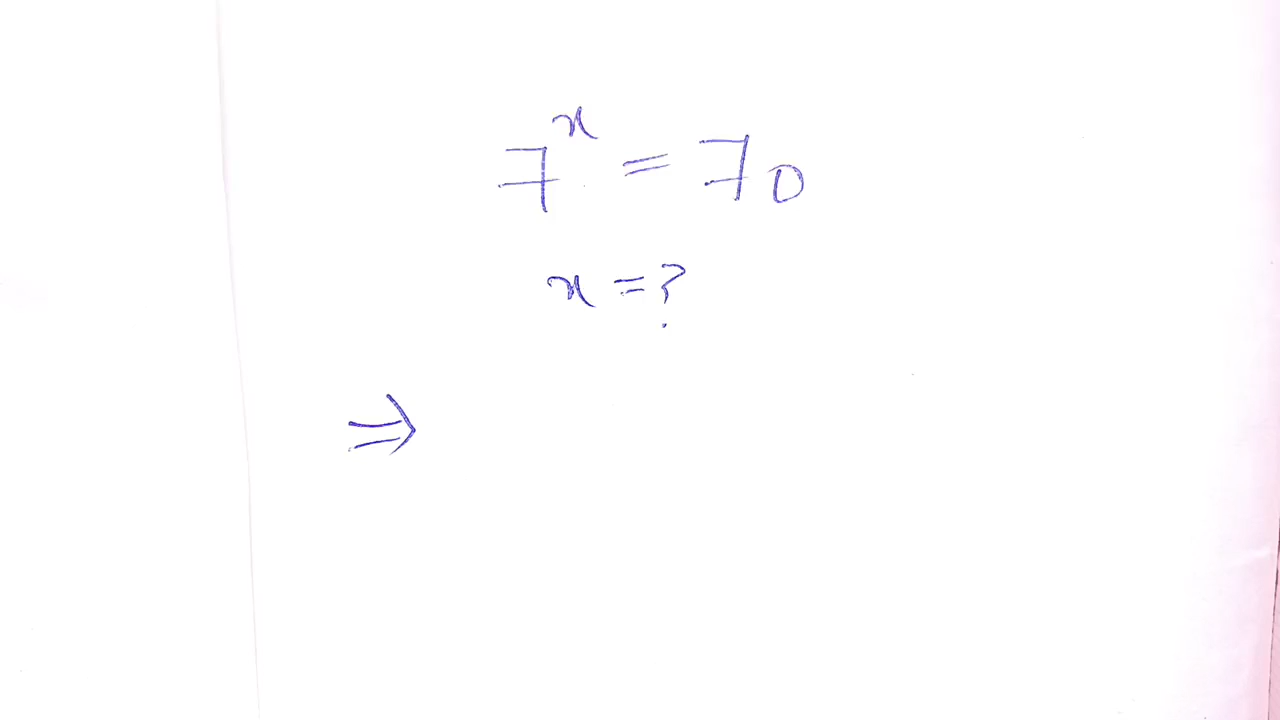 7^x = 70
x = ?
⇒